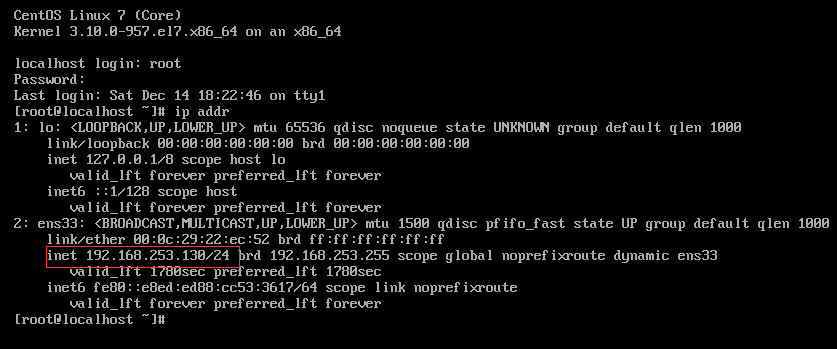 CentOS Linux 7 (Core)
Kernel 3.10.0-957.el7.x86_64 on an x86_64
localhost login: root
Password:
Last login: Sat Dec 14 18:22:46 on tty1
[root@localhost ~]# ip addr
1: lo: <LOOPBACK,UP,LOWER_UP> mtu 65536 qdisc noqueue state UNKNOWN group default qlen 1000
    link/loopback 00:00:00:00:00:00 brd 00:00:00:00:00:00
    inet 127.0.0.1/8 scope host lo
       valid_lft forever preferred_lft forever
    inet6 ::1/128 scope host
       valid_lft forever preferred_lft forever
2: ens33: <BROADCAST,MULTICAST,UP,LOWER_UP> mtu 1500 qdisc pfifo_fast state UP group default qlen 1000
    link/ether 00:0c:29:22:ec:52 brd ff:ff:ff:ff:ff:ff
    inet 192.168.253.130/24 brd 192.168.253.255 scope global noprefixroute dynamic ens33
       valid_lft 1780sec preferred_lft 1780sec
    inet6 fe80::e8ed:ed88:cc53:3617/64 scope link noprefixroute
       valid_lft forever preferred_lft forever
[root@localhost ~]#